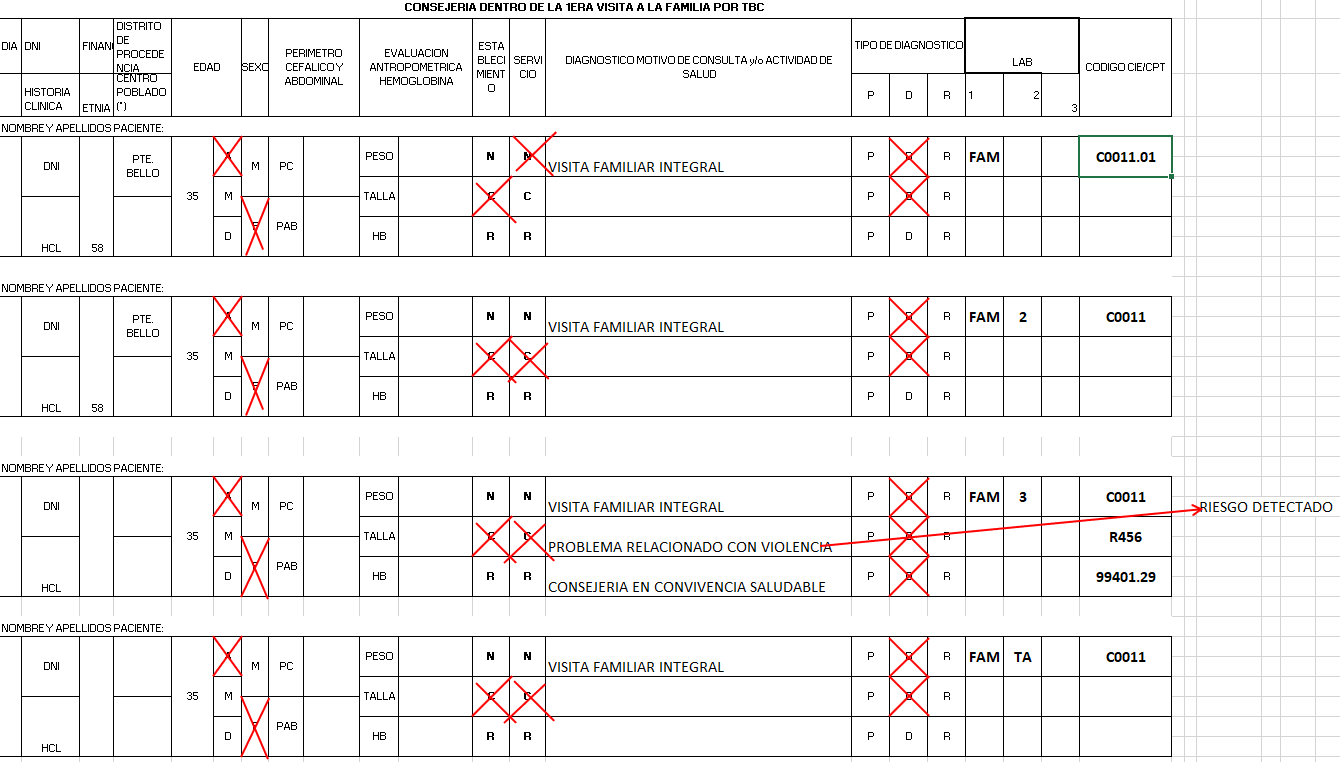 CONSEJERIA DENTRO DE LA 1ERA VISITA A LA FAMILIA POR TBC
DIA DNI FINAN DISTRITO DE PROCEDENCIA EDAD SEXO PERIMETRO CEFALICO Y ABDOMINAL EVALUACION ANTROPOMETRICA HEMOGLOBINA ESTABLECIMIENTO SERVICIO DIAGNOSTICO MOTIVO DE CONSULTA y/o ACTIVIDAD DE SALUD TIPO DE DIAGNOSTICO LAB CODIGO CIE/CPT
HISTORIA CLINICA ETNIA CENTRO POBLADO (*) P D R 1 2 3
NOMBRE Y APELLIDOS PACIENTE:
DNI PTE. BELLO M PC PESO N N VISITA FAMILIAR INTEGRAL P D R FAM C0011.01
35 M TALLA C C P D R
HCL 58 D F PAB HB R R P D R
NOMBRE Y APELLIDOS PACIENTE:
DNI PTE. BELLO A M PC PESO N N VISITA FAMILIAR INTEGRAL P D R FAM 2 C0011
35 M TALLA C C P D R
HCL 58 D F PAB HB R R P D R
NOMBRE Y APELLIDOS PACIENTE:
DNI A M PC PESO N N VISITA FAMILIAR INTEGRAL P D R FAM 3 C0011 RIESGO DETECTADO
35 M TALLA C C PROBLEMA RELACIONADO CON VIOLENCIA P D R R456
HCL D F PAB HB R R CONSEJERIA EN CONVIVENCIA SALUDABLE P D R 99401.29
NOMBRE Y APELLIDOS PACIENTE:
DNI A M PC PESO N N VISITA FAMILIAR INTEGRAL P D R FAM TA C0011
35 M TALLA C C P D R
HCL D F PAB HB R R P D R